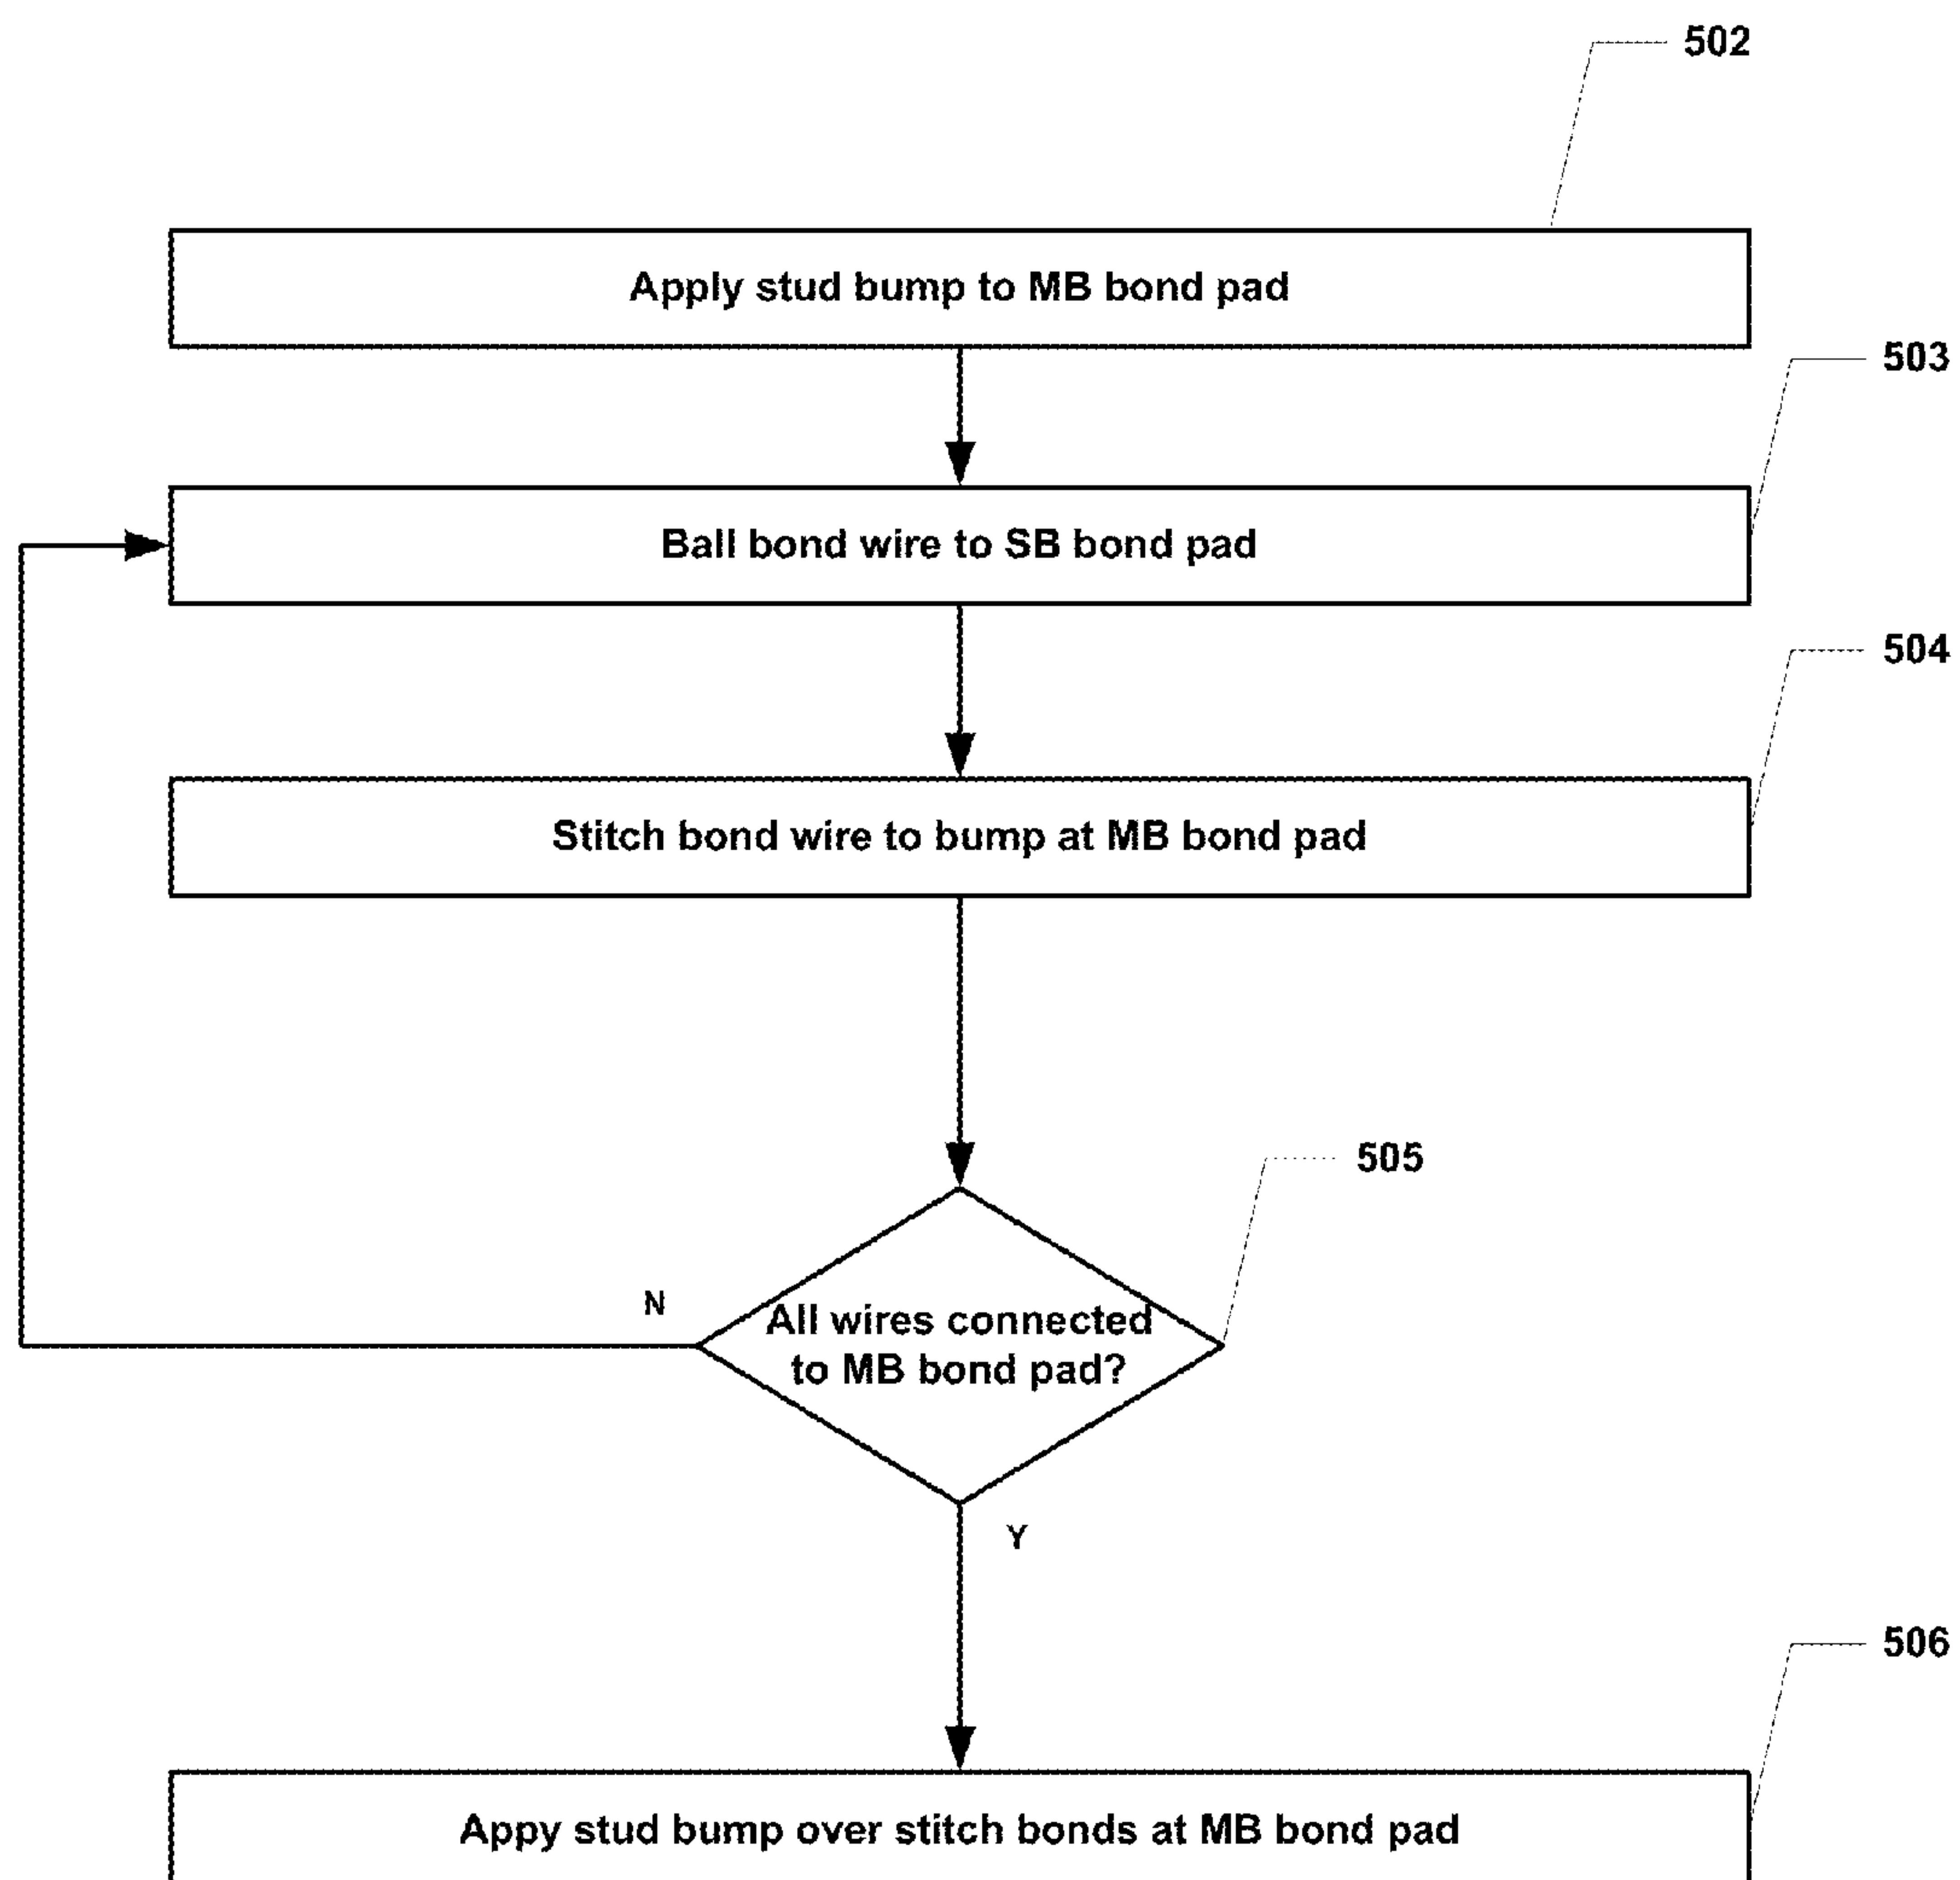 502
Apply stud bump to MB bond pad
503
Ball bond wire to SB bond pad
504
Stitch bond wire to bump at MB bond pad
505
N
All wires connected
to MB bond pad?
Y
506
Appy stud bump over stitch bonds at MB bond pad